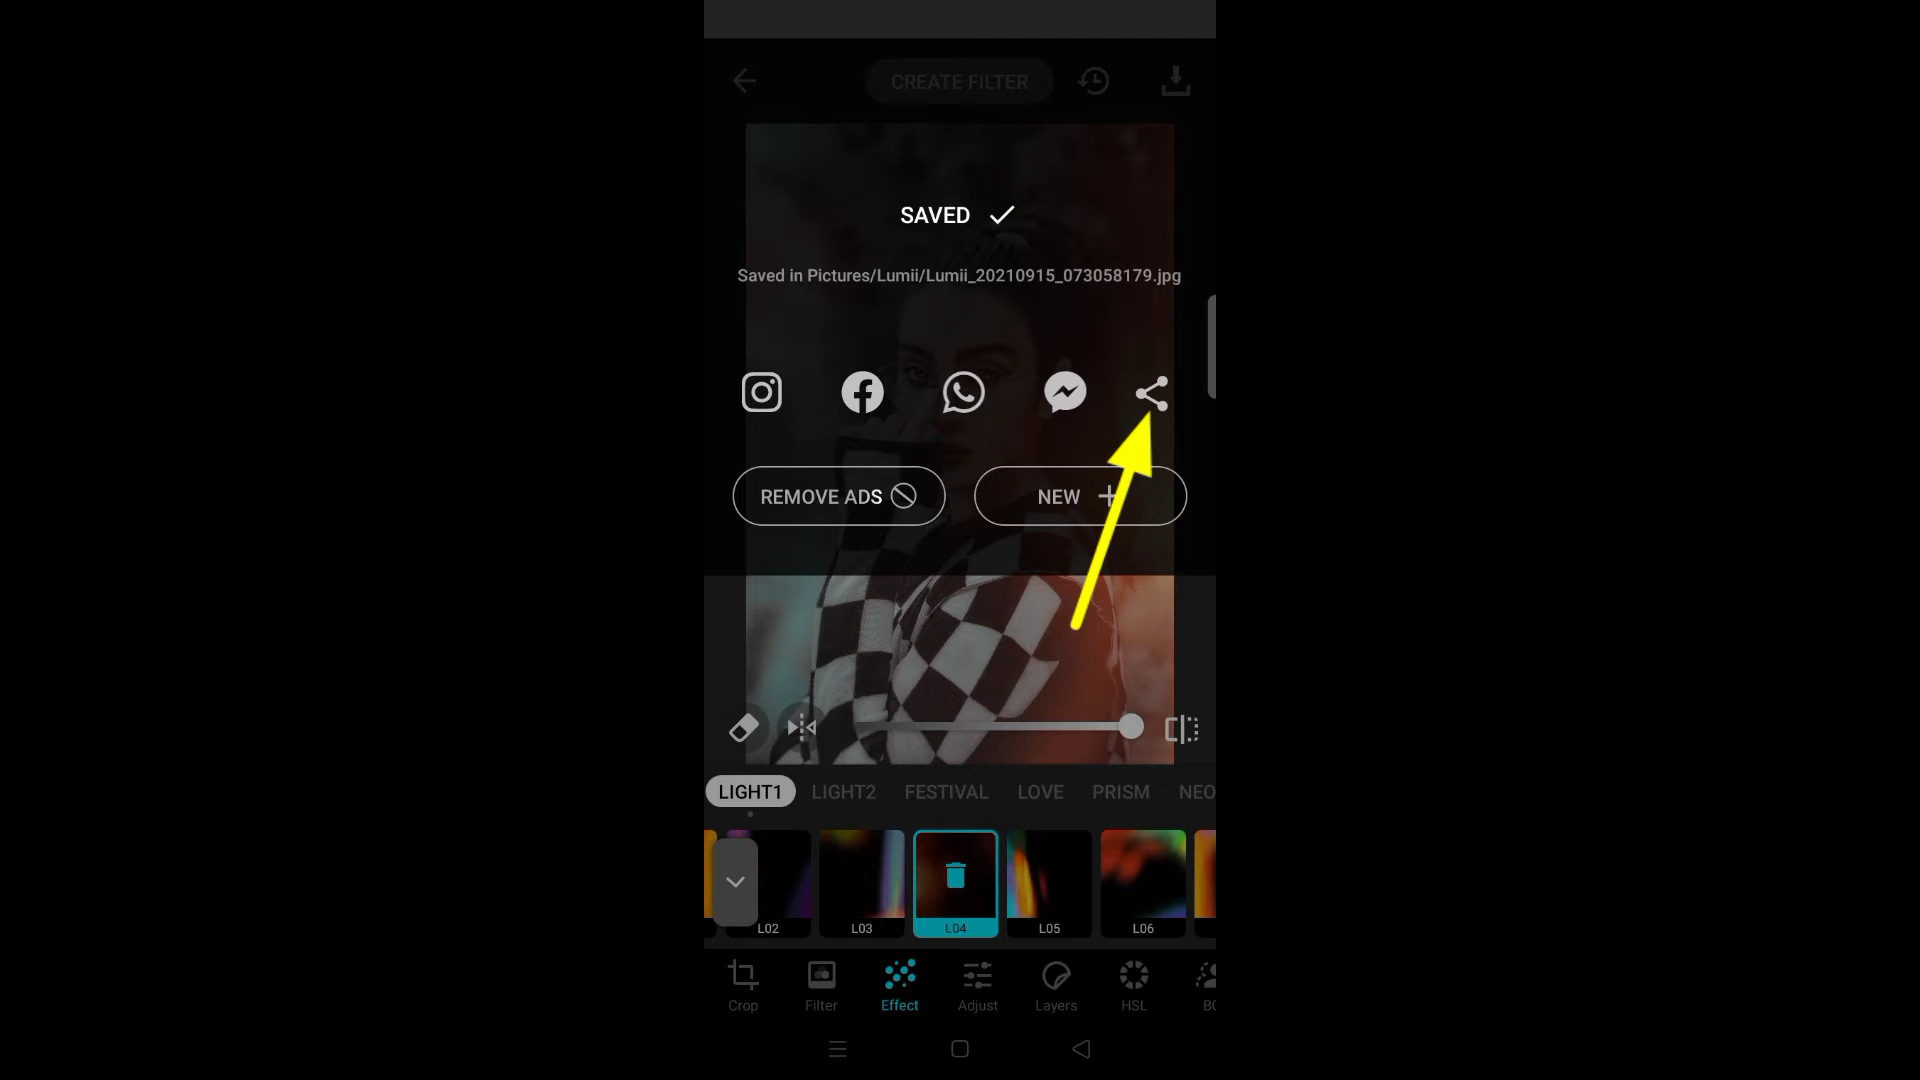 CREATE FILTER
SAVED
Saved in Pictures/Lumii/Lumii_20210915_073058179.jpg
REMOVE ADS
NEW
LIGHT1 LIGHT2 FESTIVAL LOVE PRISM NEO
L02 L03 L04 L05 L06
Crop Filter Effect Adjust Layers HSL